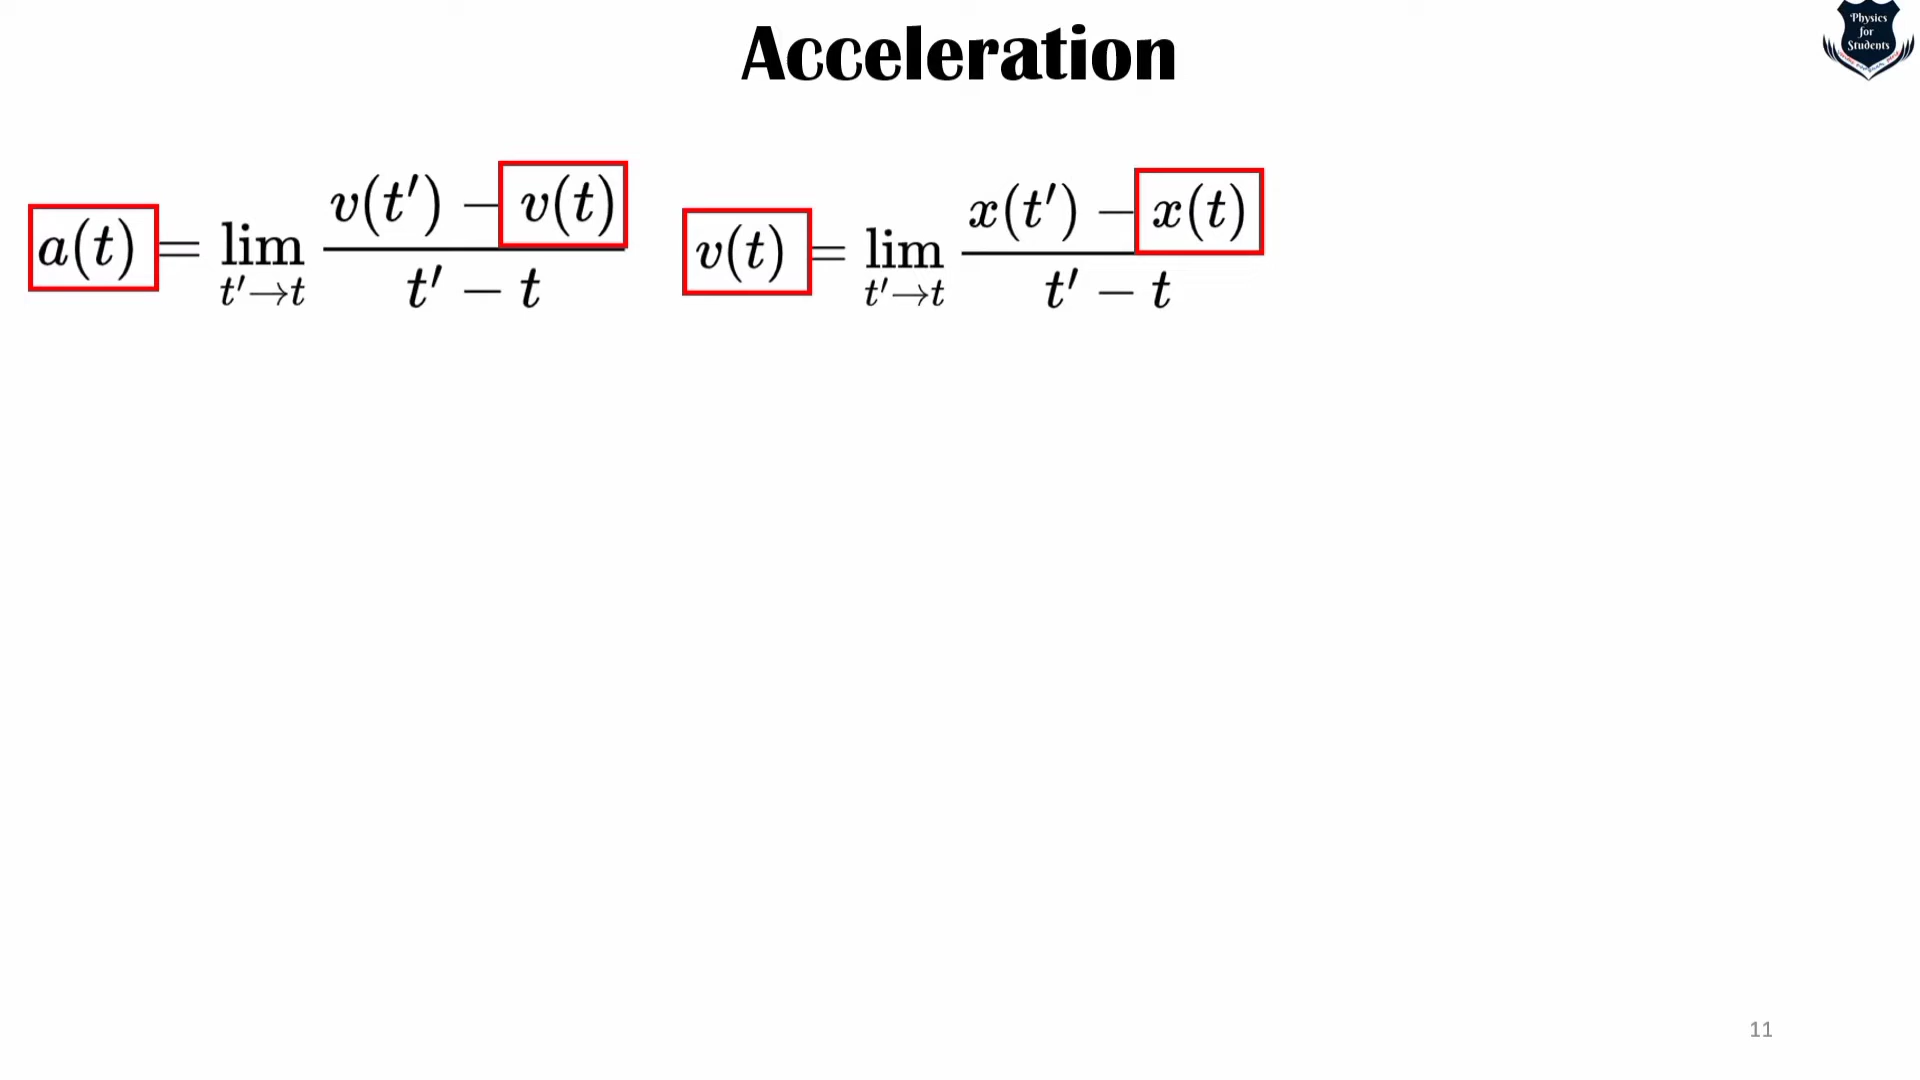 Acceleration
Physics
for
Students
a(t) = lim_{t′→t} (v(t′) − v(t)) / (t′ − t)
v(t) = lim_{t′→t} (x(t′) − x(t)) / (t′ − t)
11